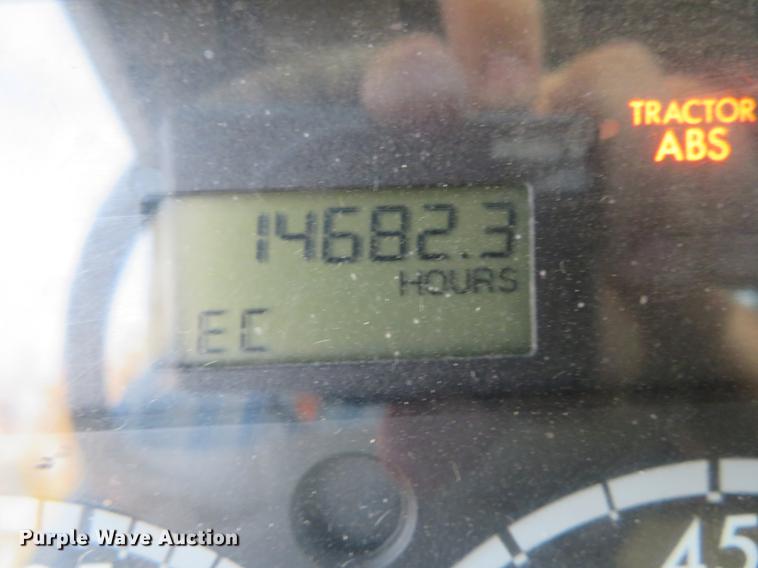 TRACTOR
ABS
14682.3
HOURS
EC
45
Purple Wave Auction